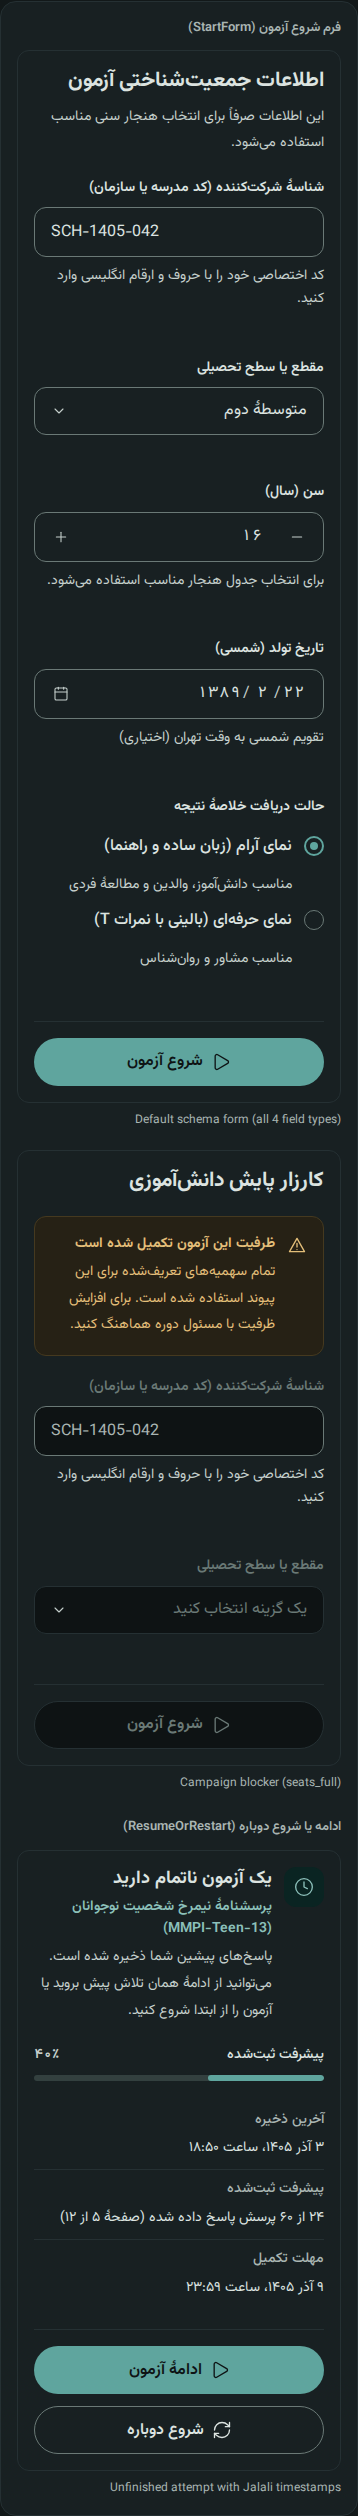 فرم شروع آزمون (StartForm)
اطلاعات جمعیت‌شناختی آزمون
این اطلاعات صرفاً برای انتخاب هنجار سنی مناسب
استفاده می‌شود.
شناسهٔ شرکت‌کننده (کد مدرسه یا سازمان)
SCH-1405-042
کد اختصاصی خود را با حروف و ارقام انگلیسی وارد
کنید.
مقطع یا سطح تحصیلی
متوسطهٔ دوم
سن (سال)
۱۶
برای انتخاب جدول هنجار مناسب استفاده می‌شود.
تاریخ تولد (شمسی)
۱۳۸۹/ ۲ /۲۲
تقویم شمسی به وقت تهران (اختیاری)
حالت دریافت خلاصهٔ نتیجه
نمای آرام (زبان ساده و راهنما)
مناسب دانش‌آموز، والدین و مطالعهٔ فردی
نمای حرفه‌ای (بالینی با نمرات T)
مناسب مشاور و روان‌شناس
شروع آزمون
Default schema form (all 4 field types)
کارزار پایش دانش‌آموزی
ظرفیت این آزمون تکمیل شده است
تمام سهمیه‌های تعریف‌شده برای این
پیوند استفاده شده است. برای افزایش
ظرفیت با مسئول دوره هماهنگ کنید.
شناسهٔ شرکت‌کننده (کد مدرسه یا سازمان)
SCH-1405-042
کد اختصاصی خود را با حروف و ارقام انگلیسی وارد
کنید.
مقطع یا سطح تحصیلی
یک گزینه انتخاب کنید
شروع آزمون
Campaign blocker (seats_full)
ادامه یا شروع دوباره (ResumeOrRestart)
یک آزمون ناتمام دارید
پرسشنامهٔ نیمرخ شخصیت نوجوانان
(MMPI-Teen-13)
پاسخ‌های پیشین شما ذخیره شده است.
می‌توانید از ادامهٔ همان تلاش پیش بروید یا
آزمون را از ابتدا شروع کنید.
پیشرفت ثبت‌شده
۴۰٪
آخرین ذخیره
۳ آذر ۱۴۰۵، ساعت ۱۸:۵۰
پیشرفت ثبت‌شده
۲۴ از ۶۰ پرسش پاسخ داده شده (صفحهٔ ۵ از ۱۲)
مهلت تکمیل
۹ آذر ۱۴۰۵، ساعت ۲۳:۵۹
ادامهٔ آزمون
شروع دوباره
Unfinished attempt with Jalali timestamps